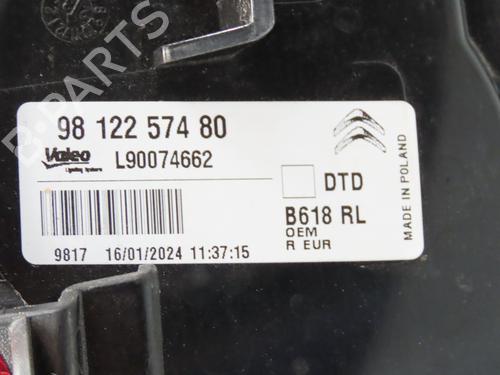 B-PARTS
98 122 574 80
Valeo
Lighting Systems
L90074662
DTD
B618 RL
OEM
R EUR
MADE IN POLAND
9817 16/01/2024 11:37:15